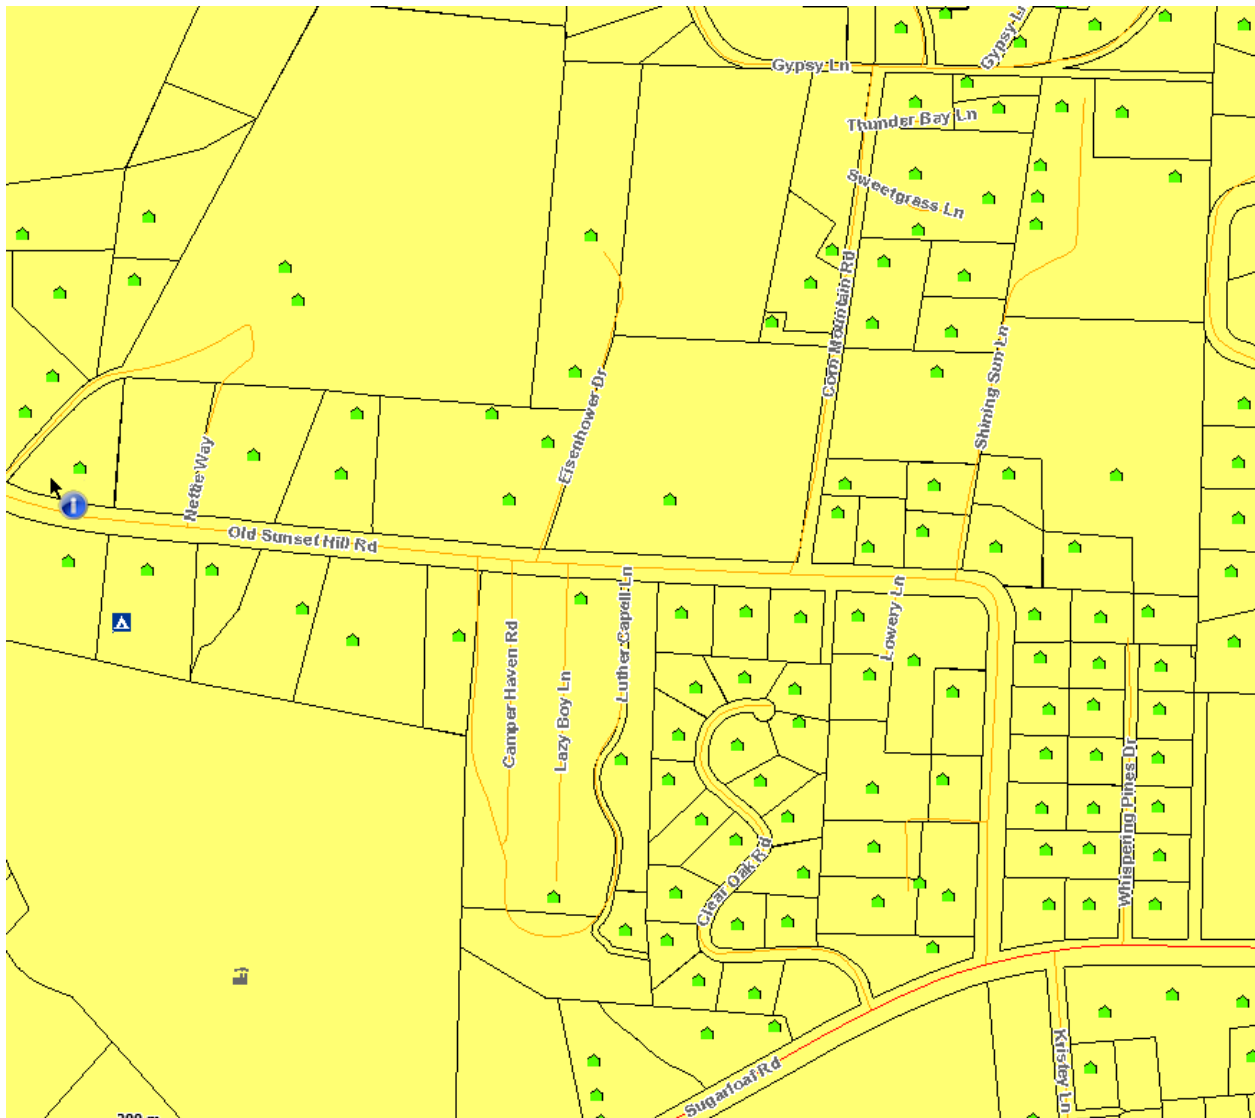 Gypsy Ln
Gypsy Ln
Thunder Bay Ln
Sweetgrass Ln
Corn Mountain Rd
Shining Sun Ln
Eisenhower Dr
Nettie Way
Old Sunset Hill Rd
Luther Capell Ln
Lowery Ln
Camper Haven Rd
Lazy Boy Ln
Whispering Pines Dr
Clear Oak Rd
Sugarloaf Rd
Kristey Ln